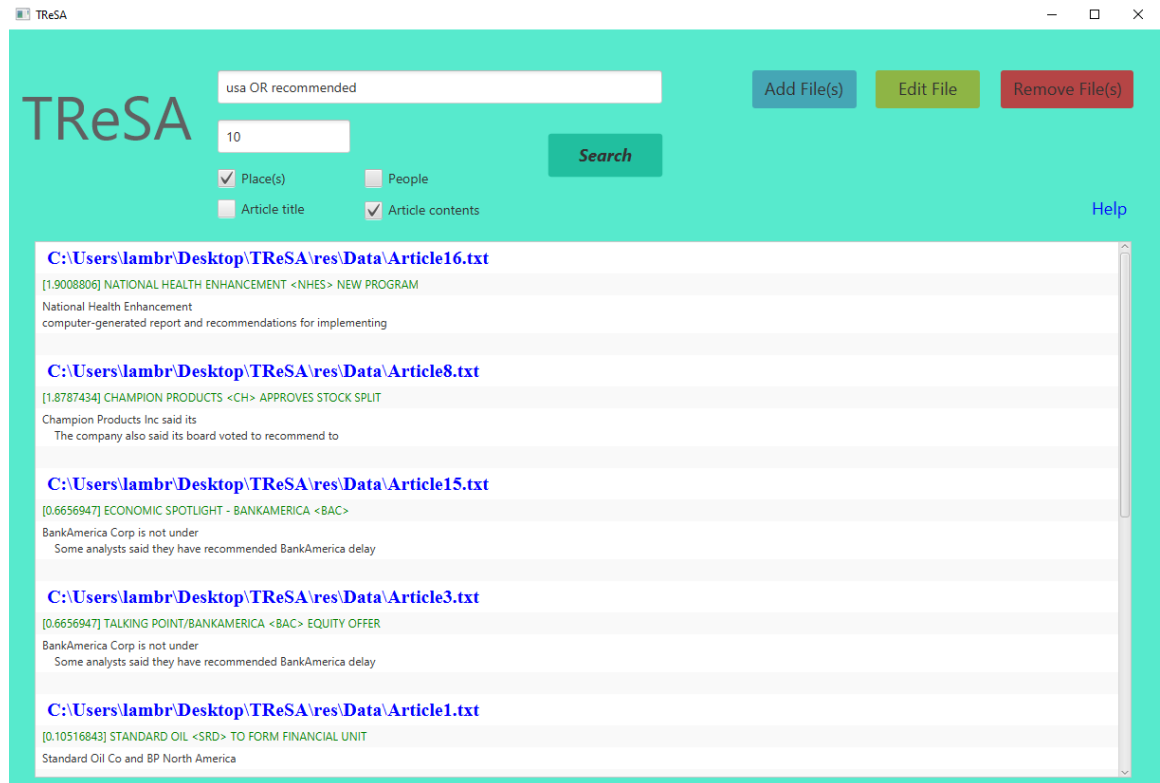 TReSA
TReSA
usa OR recommended
10
Place(s)
People
Article title
Article contents
Search
Add File(s)
Edit File
Remove File(s)
Help
C:\Users\lambr\Desktop\TReSA\res\Data\Article16.txt
[1.9008806] NATIONAL HEALTH ENHANCEMENT <NHES> NEW PROGRAM
National Health Enhancement
computer-generated report and recommendations for implementing
C:\Users\lambr\Desktop\TReSA\res\Data\Article8.txt
[1.8787434] CHAMPION PRODUCTS <CH> APPROVES STOCK SPLIT
Champion Products Inc said its
The company also said its board voted to recommend to
C:\Users\lambr\Desktop\TReSA\res\Data\Article15.txt
[0.6656947] ECONOMIC SPOTLIGHT - BANKAMERICA <BAC>
BankAmerica Corp is not under
Some analysts said they have recommended BankAmerica delay
C:\Users\lambr\Desktop\TReSA\res\Data\Article3.txt
[0.6656947] TALKING POINT/BANKAMERICA <BAC> EQUITY OFFER
BankAmerica Corp is not under
Some analysts said they have recommended BankAmerica delay
C:\Users\lambr\Desktop\TReSA\res\Data\Article1.txt
[0.10516843] STANDARD OIL <SRD> TO FORM FINANCIAL UNIT
Standard Oil Co and BP North America